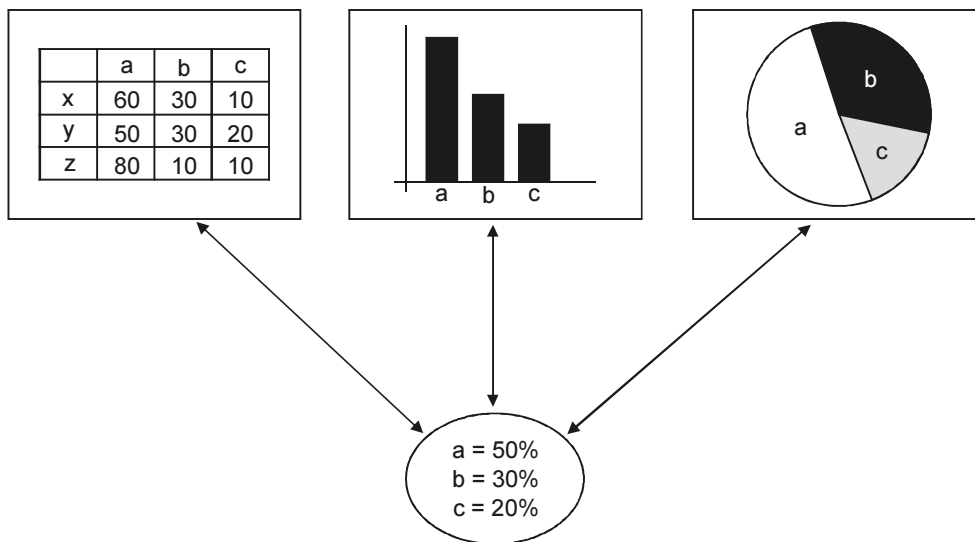 a b c
x 60 30 10
y 50 30 20
z 80 10 10
a b c
b
a
c
a = 50%
b = 30%
c = 20%